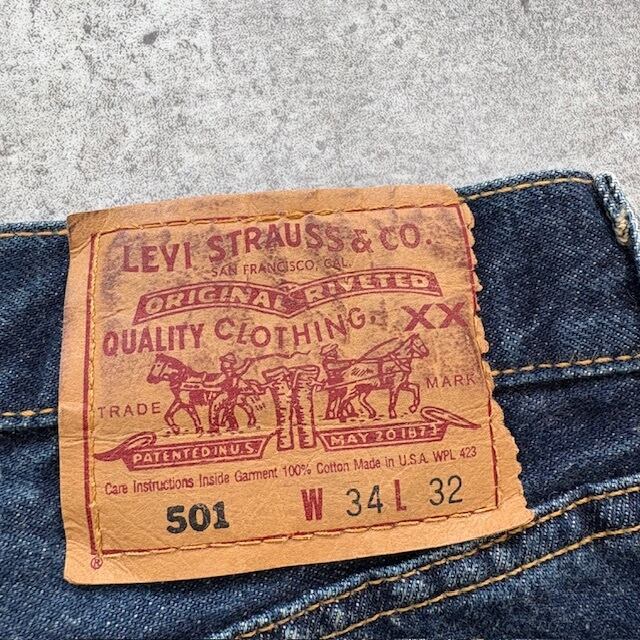 LEVI STRAUSS & CO.
SAN FRANCISCO, CAL.
ORIGINAL RIVETED
QUALITY CLOTHING. XX
TRADE MARK
PATENTED IN U.S. MAY 20 1873
Care Instructions Inside Garment 100% Cotton Made in U.S.A. WPL 423
501 W 34 L 32
®